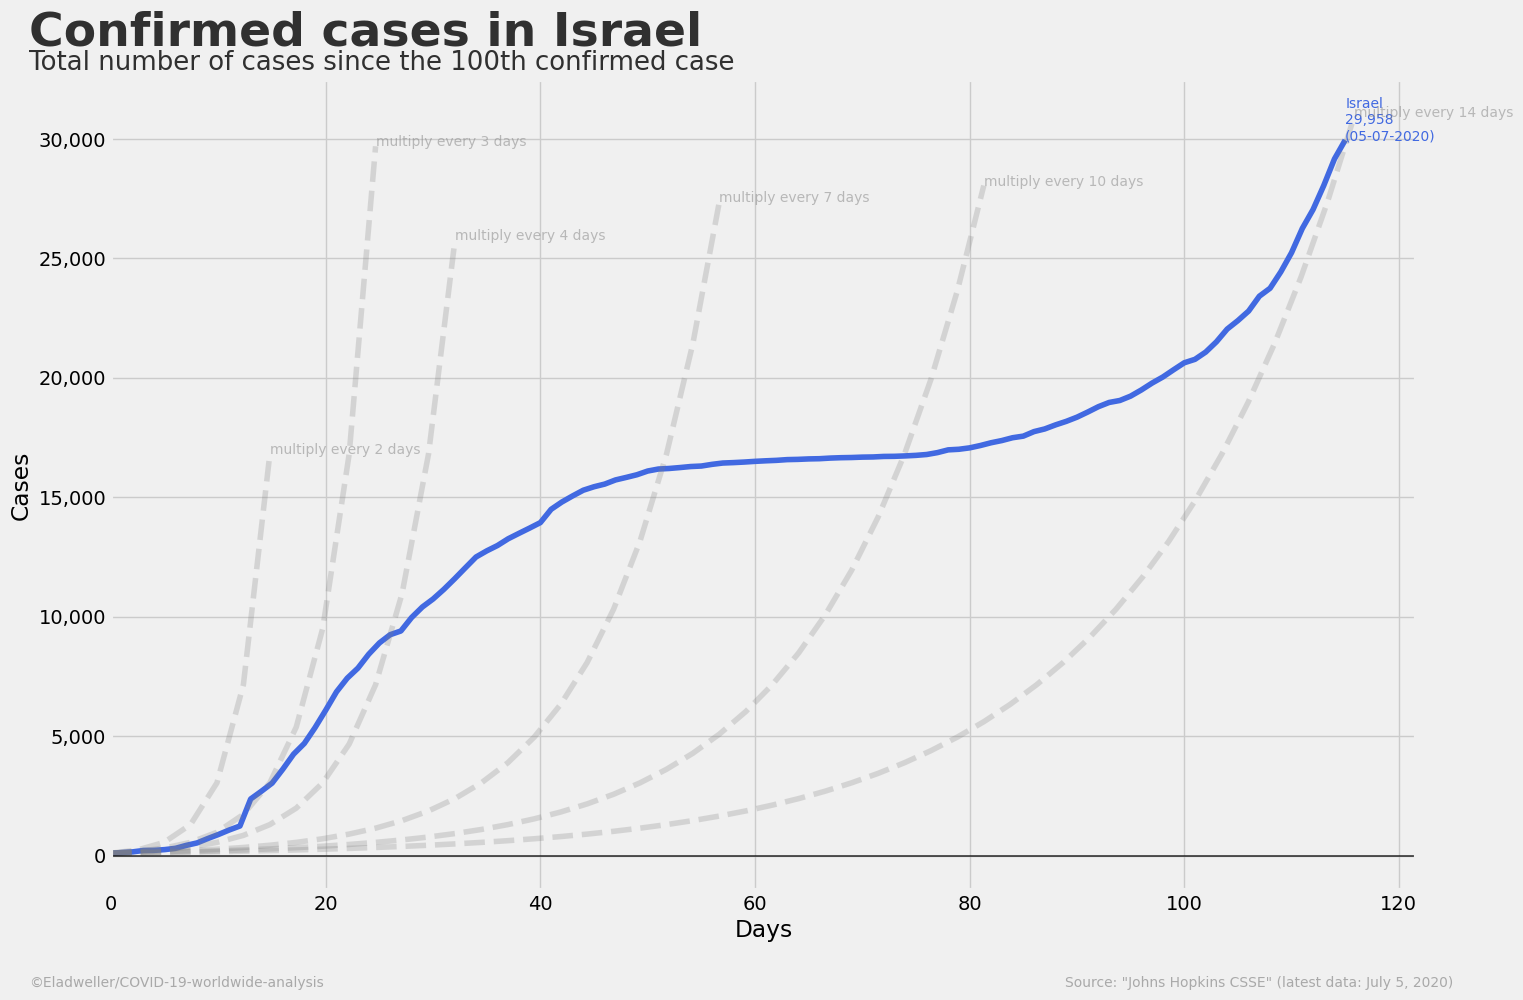 Confirmed cases in Israel
Total number of cases since the 100th confirmed case
Israel
29,958
(05-07-2020)
multiply every 14 days
multiply every 3 days
multiply every 10 days
multiply every 7 days
multiply every 4 days
multiply every 2 days
30,000
25,000
20,000
15,000
10,000
5,000
0
Cases
0 20 40 60 80 100 120
Days
©Eladweller/COVID-19-worldwide-analysis
Source: "Johns Hopkins CSSE" (latest data: July 5, 2020)